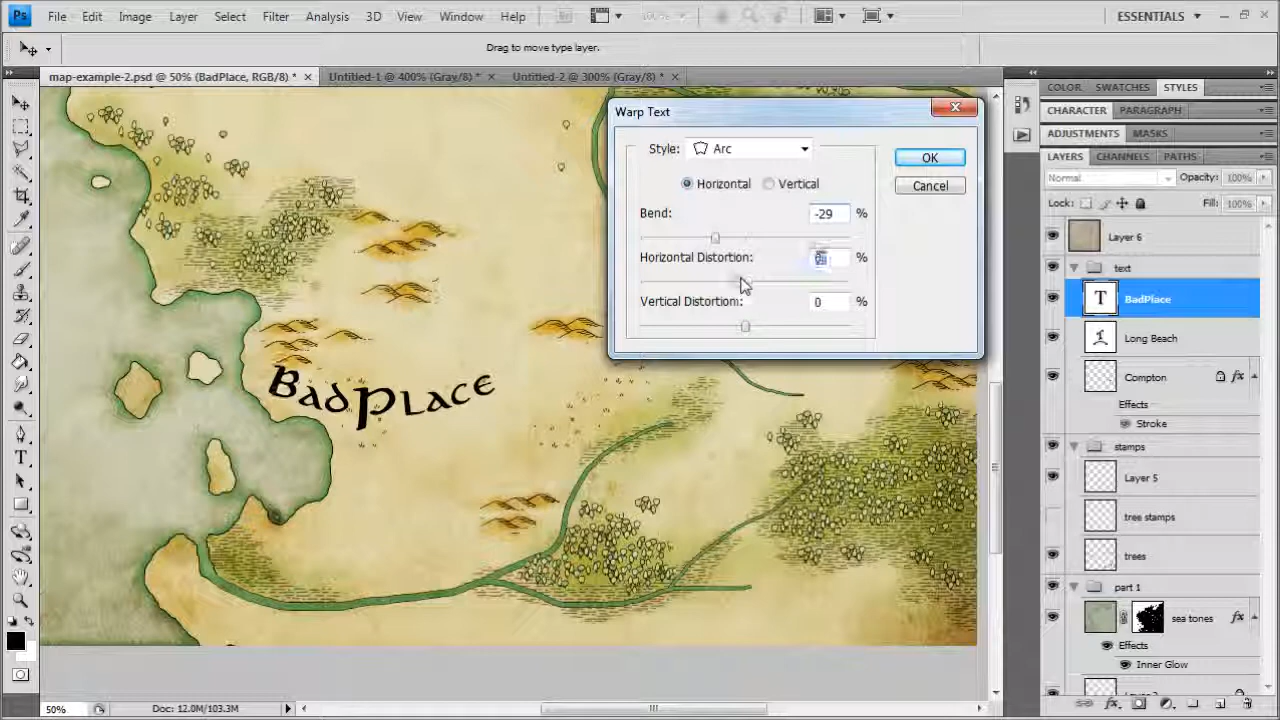 Ps File Edit Image Layer Select Filter Analysis 3D View Window Help 100% ESSENTIALS
Drag to move type layer.
map-example-2.psd @ 50% (BadPlace, RGB/8) * Untitled-1 @ 400% (Gray/8) * Untitled-2 @ 300% (Gray/8) *
Warp Text
Style: Arc
OK
Horizontal Vertical
Cancel
Bend: -29 %
Horizontal Distortion: %
Vertical Distortion: 0 %
BadPlace
COLOR SWATCHES STYLES
CHARACTER PARAGRAPH
ADJUSTMENTS MASKS
LAYERS CHANNELS PATHS
Normal Opacity: 100%
Lock: Fill: 100%
Layer 6
text
T BadPlace
Long Beach
Compton fx
Effects
Stroke
stamps
Layer 5
tree stamps
trees
part 1
sea tones fx
Effects
Inner Glow
50% Doc: 12.0M/103.3M